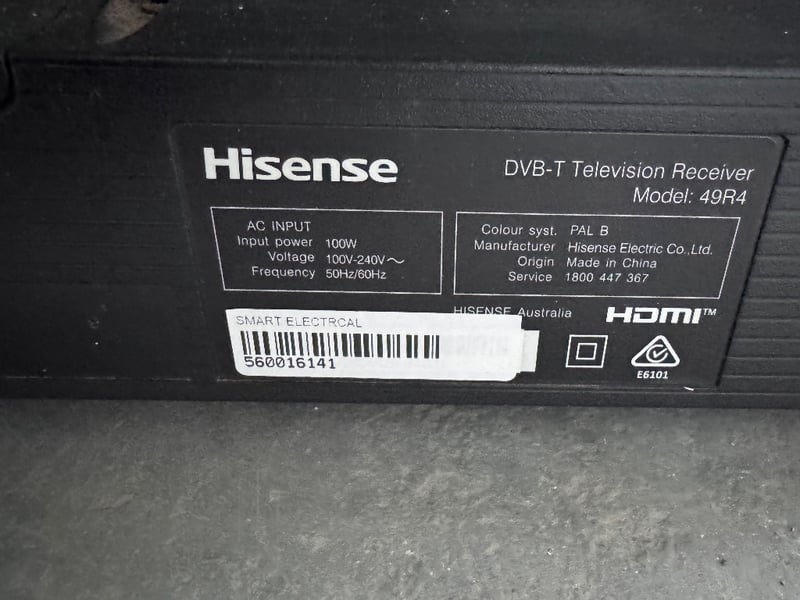 Hisense
DVB-T Television Receiver
Model: 49R4
AC INPUT
Input power 100W
Voltage 100V-240V～
Frequency 50Hz/60Hz
Colour syst. PAL B
Manufacturer Hisense Electric Co.,Ltd.
Origin Made in China
Service 1800 447 367
HISENSE Australia
HDMI™
SMART ELECTRCAL
560016141
E6101